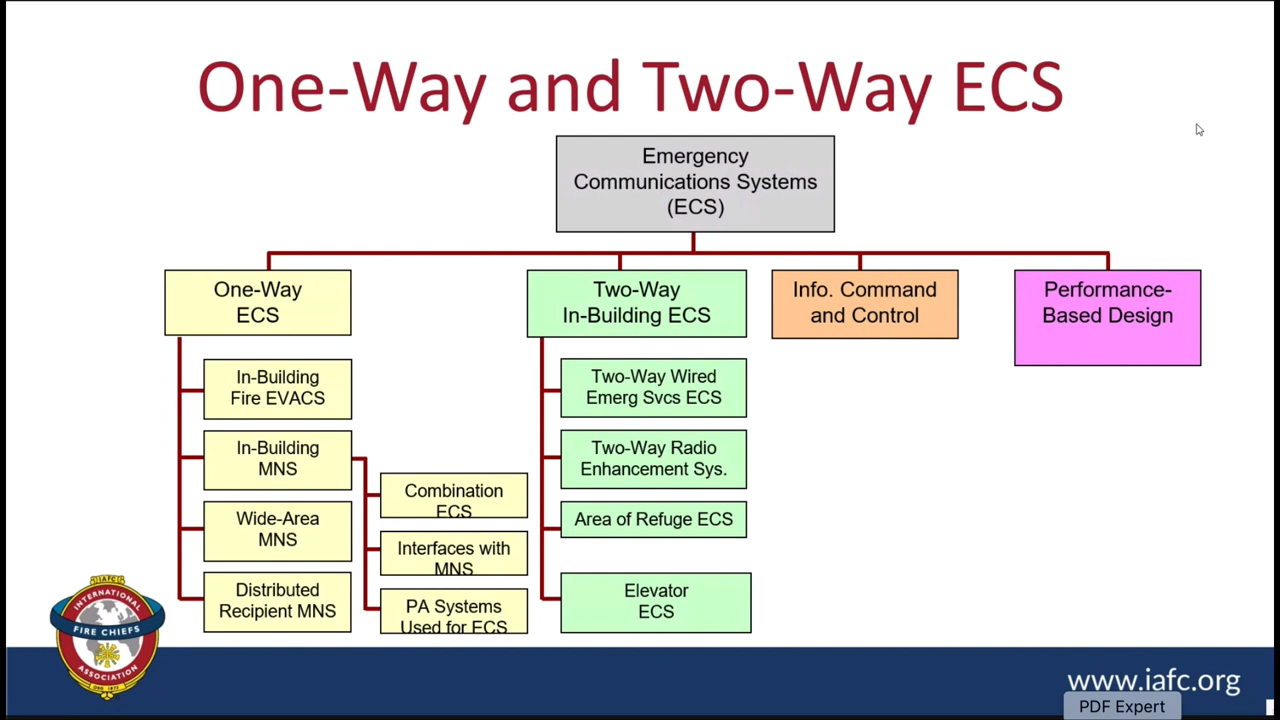 One-Way and Two-Way ECS
Emergency
Communications Systems
(ECS)
One-Way
ECS
Two-Way
In-Building ECS
Info. Command
and Control
Performance-
Based Design
In-Building
Fire EVACS
In-Building
MNS
Wide-Area
MNS
Distributed
Recipient MNS
Combination
ECS
Interfaces with
MNS
PA Systems
Used for ECS
Two-Way Wired
Emerg Svcs ECS
Two-Way Radio
Enhancement Sys.
Area of Refuge ECS
Elevator
ECS
IAFC
INTERNATIONAL
FIRE CHIEFS
ASSOCIATION
www.iafc.org
PDF Expert